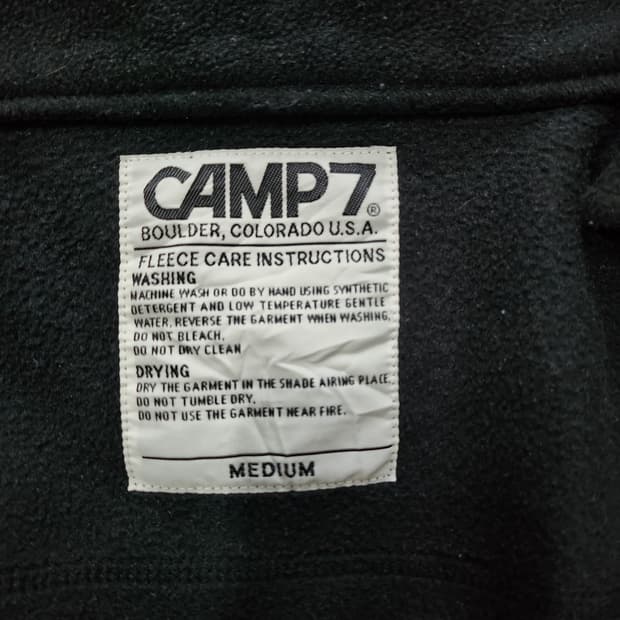 CAMP7®
BOULDER, COLORADO U.S.A.
FLEECE CARE INSTRUCTIONS
WASHING
MACHINE WASH OR DO BY HAND USING SYNTHETIC
DETERGENT AND LOW TEMPERATURE GENTLE
WATER, REVERSE THE GARMENT WHEN WASHING.
DO NOT BLEACH.
DO NOT DRY CLEAN
DRYING
DRY THE GARMENT IN THE SHADE AIRING PLACE.
DO NOT TUMBLE DRY.
DO NOT USE THE GARMENT NEAR FIRE.
MEDIUM